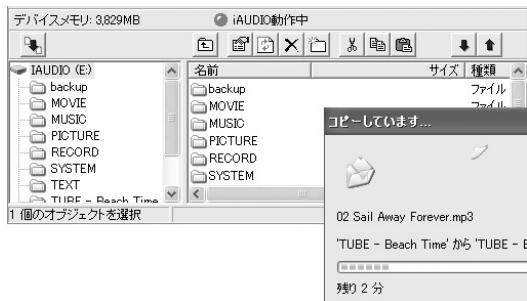 デバイスメモリ: 3,829MB
iAUDIO動作中
IAUDIO (E:)
backup
MOVIE
MUSIC
PICTURE
RECORD
SYSTEM
TEXT
TUBE - Beach Time
名前 サイズ 種類
backup ファイル
MOVIE ファイル
MUSIC
PICTURE
RECORD
SYSTEM
1 個のオブジェクトを選択
コピーしています...
02 Sail Away Forever.mp3
'TUBE - Beach Time' から 'TUBE - B
残り 2 分